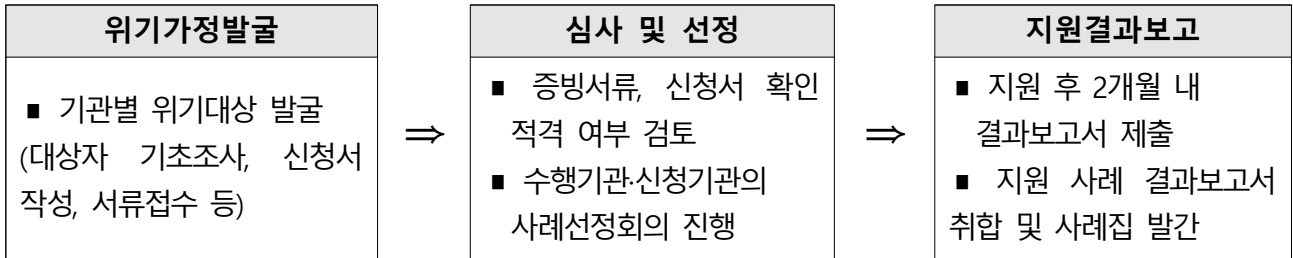 위기가정발굴
■ 기관별 위기대상 발굴
(대상자 기초조사, 신청서
작성, 서류접수 등)
⇒
심사 및 선정
■ 증빙서류, 신청서 확인
적격 여부 검토
■ 수행기관·신청기관의
사례선정회의 진행
⇒
지원결과보고
■ 지원 후 2개월 내
결과보고서 제출
■ 지원 사례 결과보고서
취합 및 사례집 발간